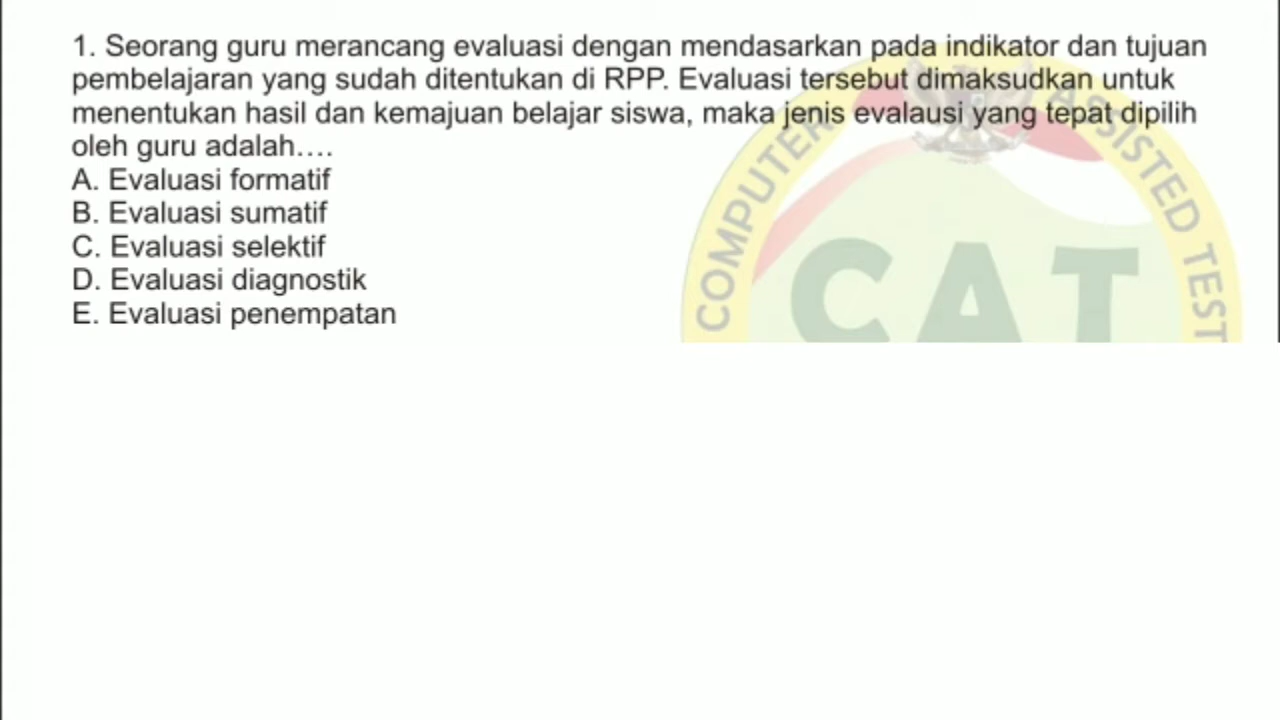 1. Seorang guru merancang evaluasi dengan mendasarkan pada indikator dan tujuan
pembelajaran yang sudah ditentukan di RPP. Evaluasi tersebut dimaksudkan untuk
menentukan hasil dan kemajuan belajar siswa, maka jenis evalausi yang tepat dipilih
oleh guru adalah....
A. Evaluasi formatif
B. Evaluasi sumatif
C. Evaluasi selektif
D. Evaluasi diagnostik
E. Evaluasi penempatan
COMPUTER ASSISTED TEST
CAT